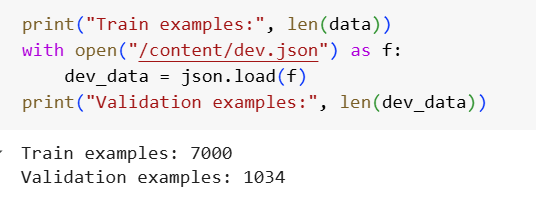 print("Train examples:", len(data))
with open("/content/dev.json") as f:
    dev_data = json.load(f)
print("Validation examples:", len(dev_data))
Train examples: 7000
Validation examples: 1034